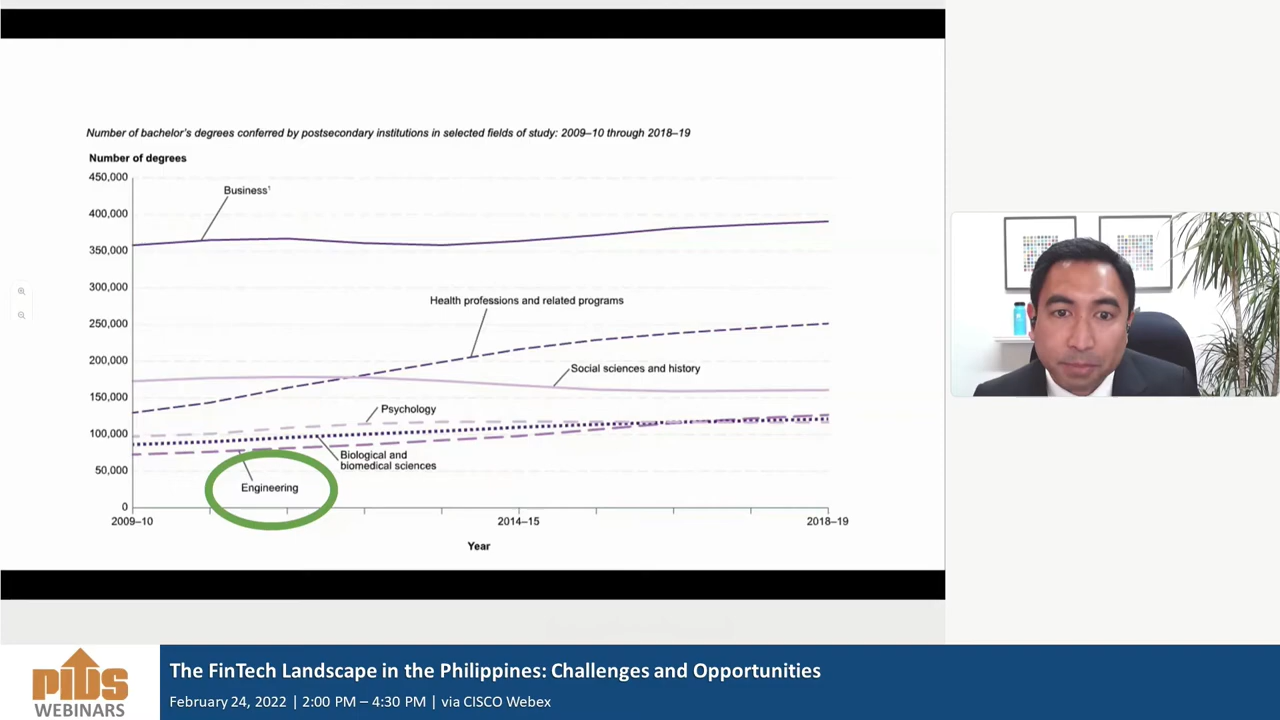 Number of bachelor's degrees conferred by postsecondary institutions in selected fields of study: 2009–10 through 2018–19
Number of degrees
450,000
400,000
350,000
300,000
250,000
200,000
150,000
100,000
50,000
0
Business¹
Health professions and related programs
Social sciences and history
Psychology
Biological and
biomedical sciences
Engineering
2009–10
2014–15
2018–19
Year
PIDS
WEBINARS
The FinTech Landscape in the Philippines: Challenges and Opportunities
February 24, 2022 | 2:00 PM – 4:30 PM | via CISCO Webex